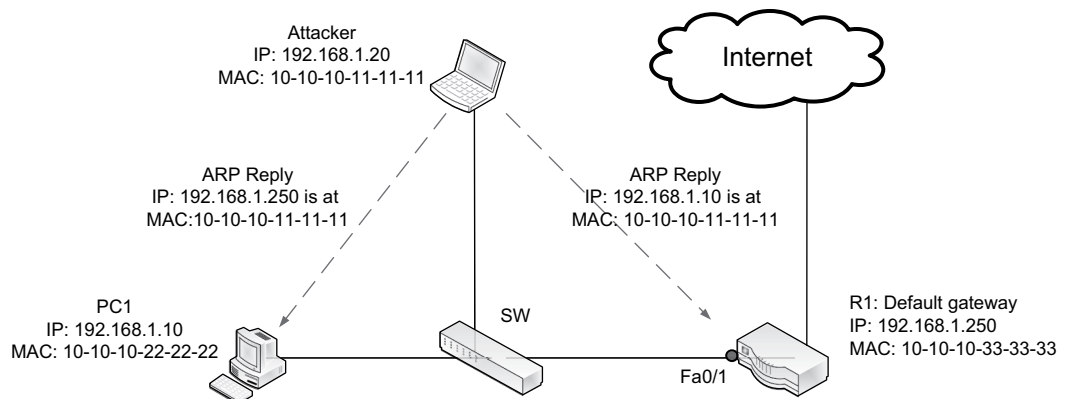 Attacker
IP: 192.168.1.20
MAC: 10-10-10-11-11-11
Internet
ARP Reply
IP: 192.168.1.250 is at
MAC:10-10-10-11-11-11
ARP Reply
IP: 192.168.1.10 is at
MAC: 10-10-10-11-11-11
PC1
IP: 192.168.1.10
MAC: 10-10-10-22-22-22
SW
Fa0/1
R1: Default gateway
IP: 192.168.1.250
MAC: 10-10-10-33-33-33